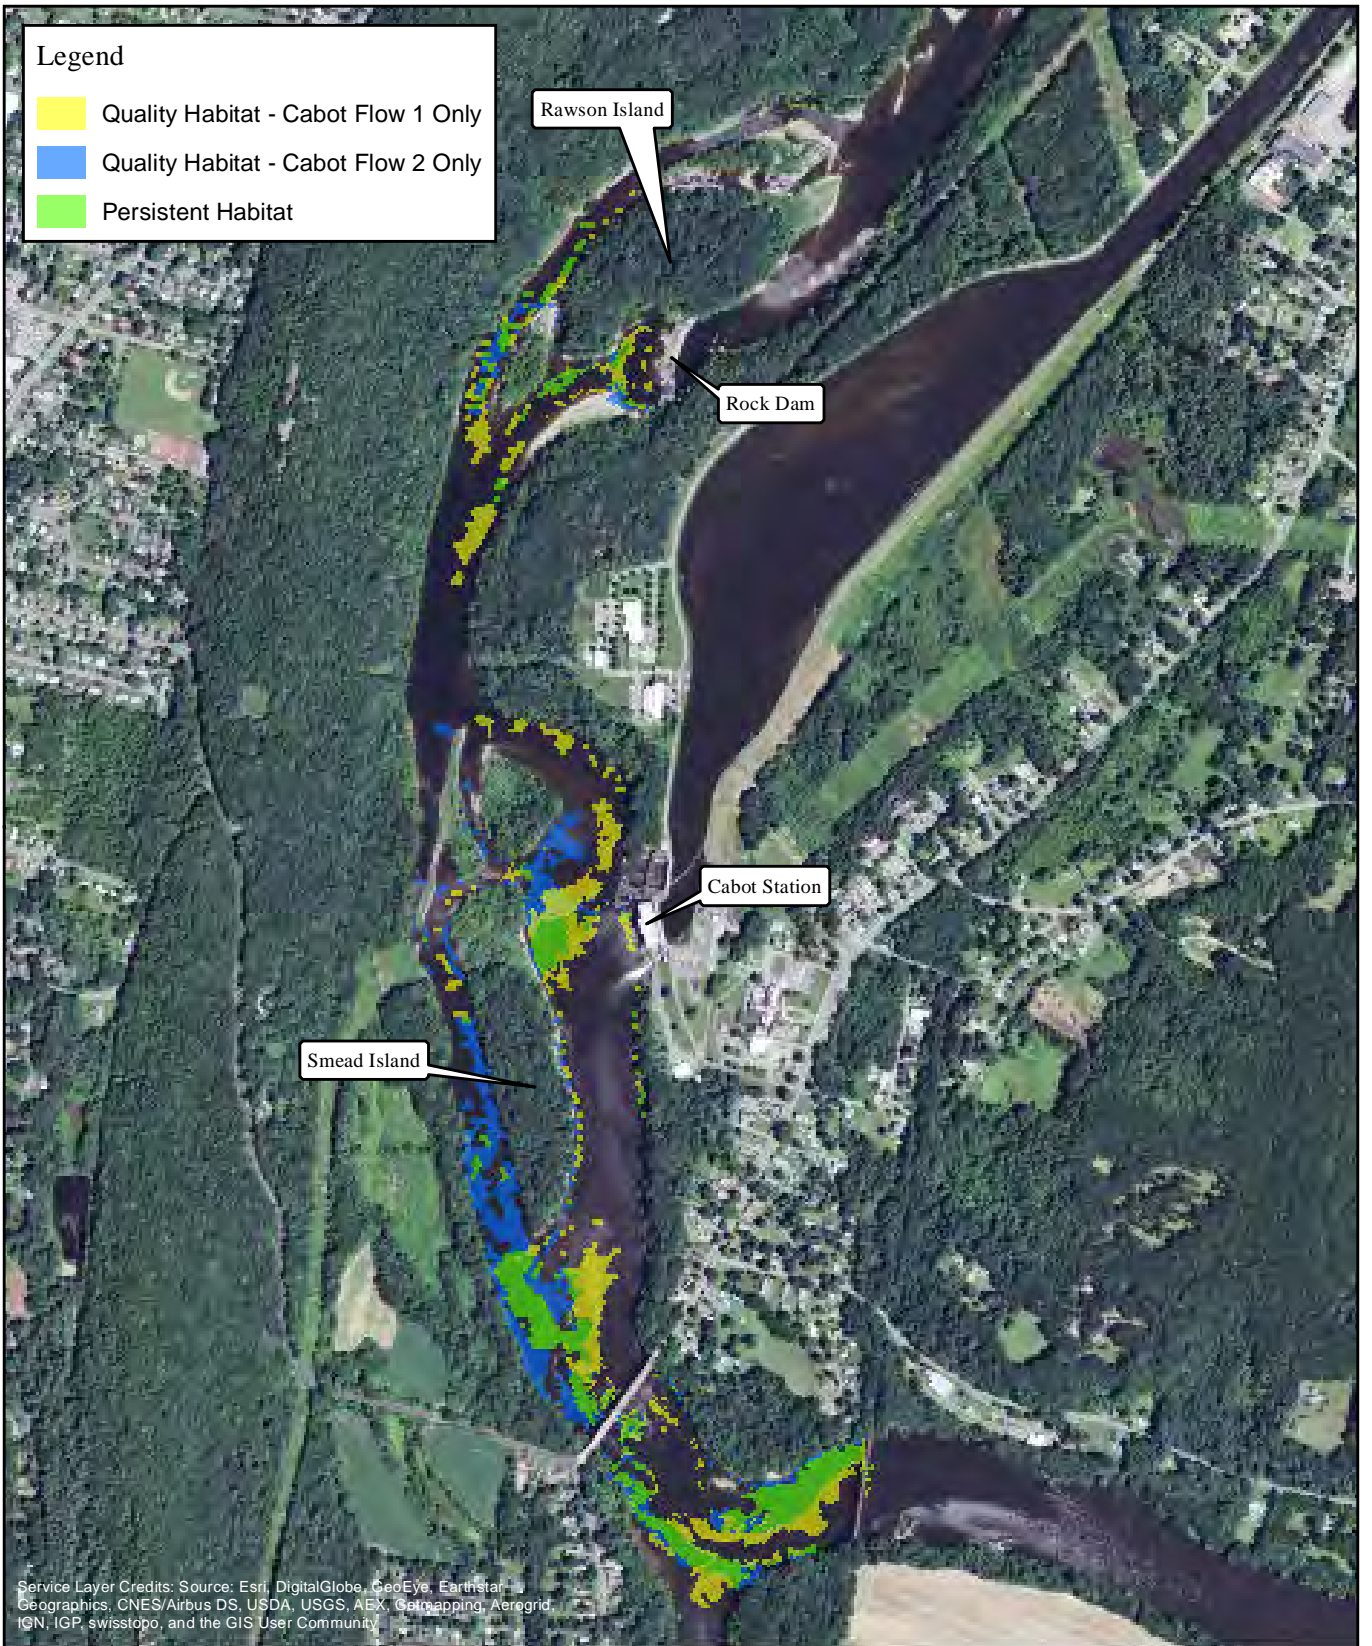 Legend
Quality Habitat - Cabot Flow 1 Only
Quality Habitat - Cabot Flow 2 Only
Persistent Habitat
Rawson Island
Rock Dam
Cabot Station
Smead Island
Service Layer Credits: Source: Esri, DigitalGlobe, GeoEye, Earthstar
Geographics, CNES/Airbus DS, USDA, USGS, AEX, Getmapping, Aerogrid,
IGN, IGP, swisstopo, and the GIS User Community